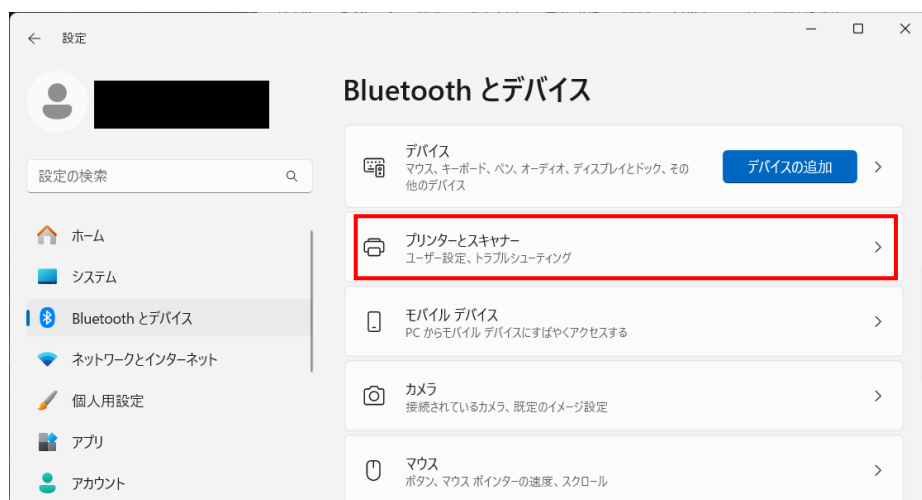 設定
Bluetooth とデバイス
設定の検索
ホーム
システム
Bluetooth とデバイス
ネットワークとインターネット
個人用設定
アプリ
アカウント
デバイス
マウス、キーボード、ペン、オーディオ、ディスプレイとドック、その
他のデバイス
デバイスの追加
プリンターとスキャナー
ユーザー設定、トラブルシューティング
モバイル デバイス
PC からモバイル デバイスにすばやくアクセスする
カメラ
接続されているカメラ、既定のイメージ設定
マウス
ボタン、マウス ポインターの速度、スクロール